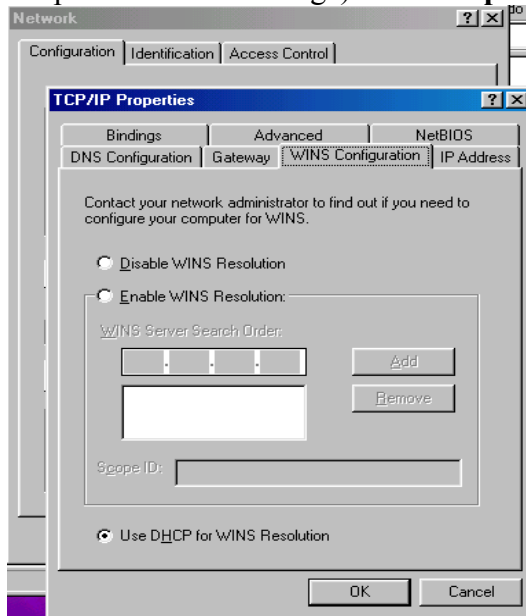 Network
Configuration Identification Access Control
TCP/IP Properties
Bindings Advanced NetBIOS
DNS Configuration Gateway WINS Configuration IP Address
Contact your network administrator to find out if you need to
configure your computer for WINS.
Disable WINS Resolution
Enable WINS Resolution:
WINS Server Search Order:
. . .
Add
Remove
Scope ID:
Use DHCP for WINS Resolution
OK Cancel